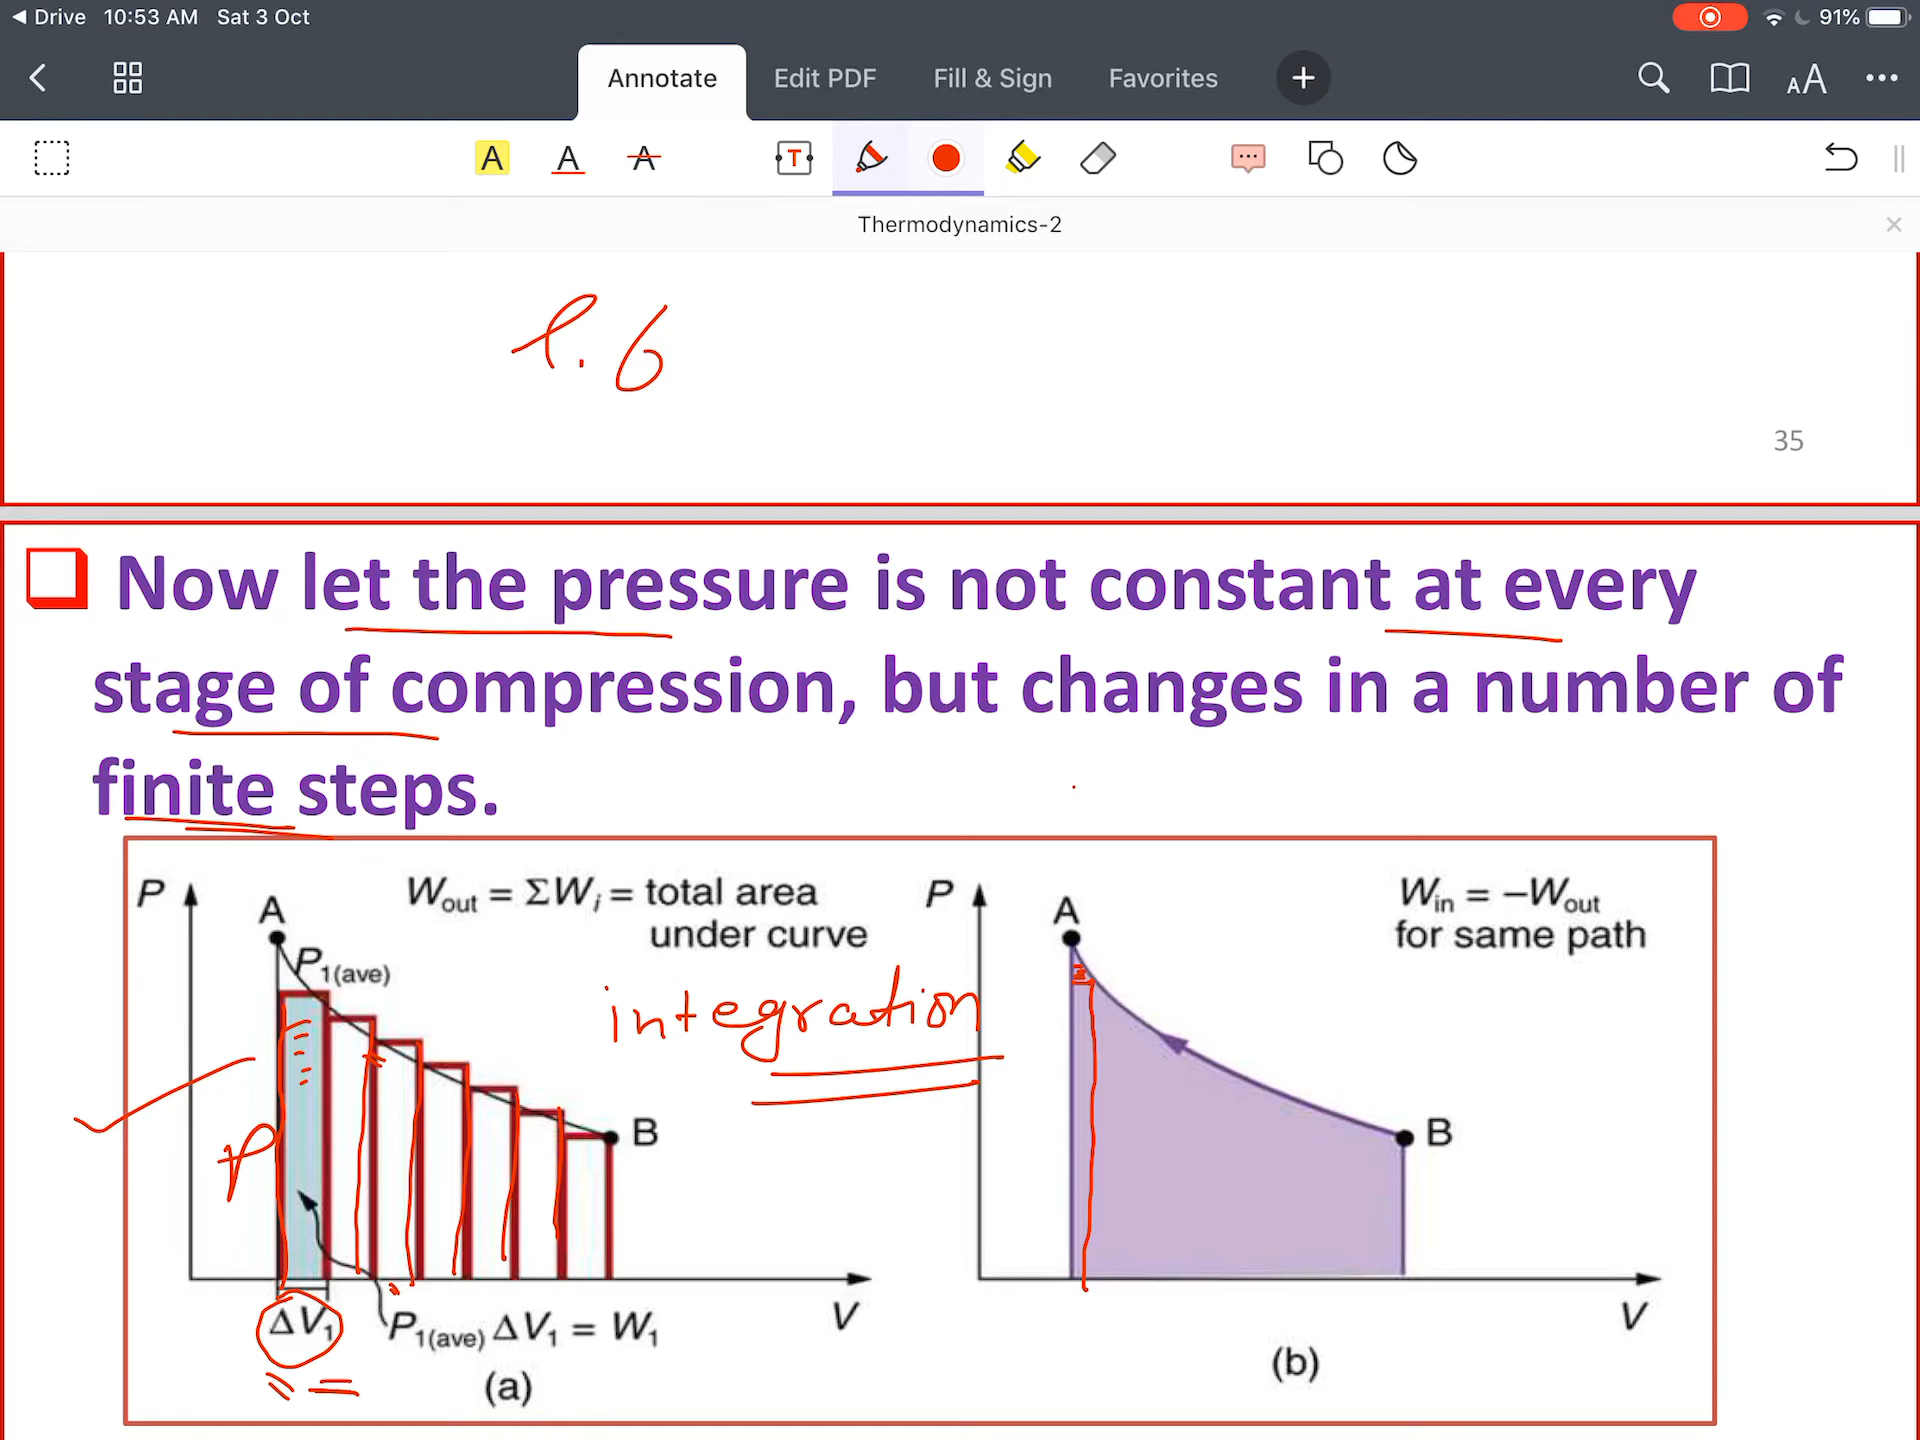 Drive 10:53 AM Sat 3 Oct 91%
Annotate Edit PDF Fill & Sign Favorites
A A A T AA
Thermodynamics-2
l. 6
35
Now let the pressure is not constant at every
stage of compression, but changes in a number of
finite steps.
P A Wout = ΣWi = total area
under curve
P1(ave)
integration
P
B
ΔV1 P1(ave) ΔV1 = W1 V
(a)
P A Win = −Wout
for same path
B
V
(b)